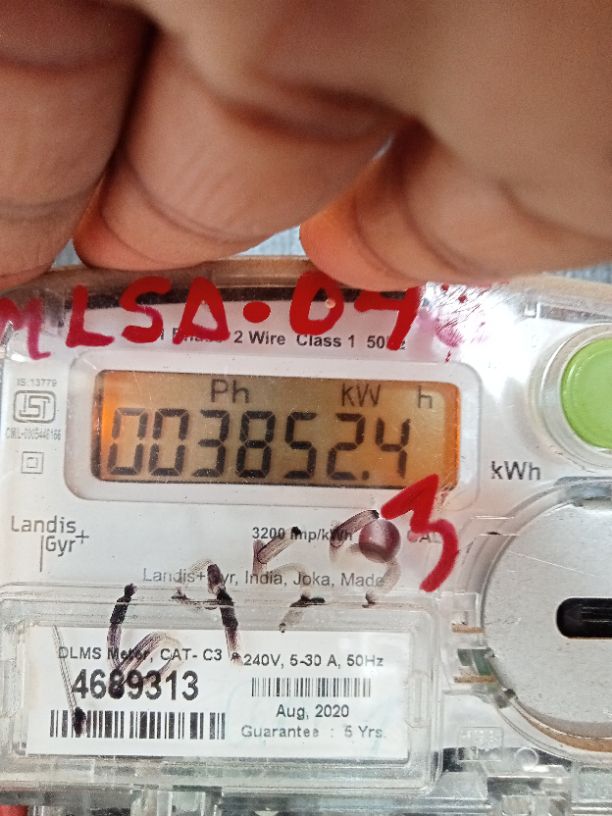 MLSA.04
2 Wire Class 1 50Hz
IS:13779
Ph kW h
003852.4
kWh
3
Landis
Gyr+
3200 imp/kWh
Landis+Gyr, India, Joka, Made
DLMS Meter, CAT- C3 240V, 5-30 A, 50Hz
4689313
Aug, 2020
Guarantee : 5 Yrs.